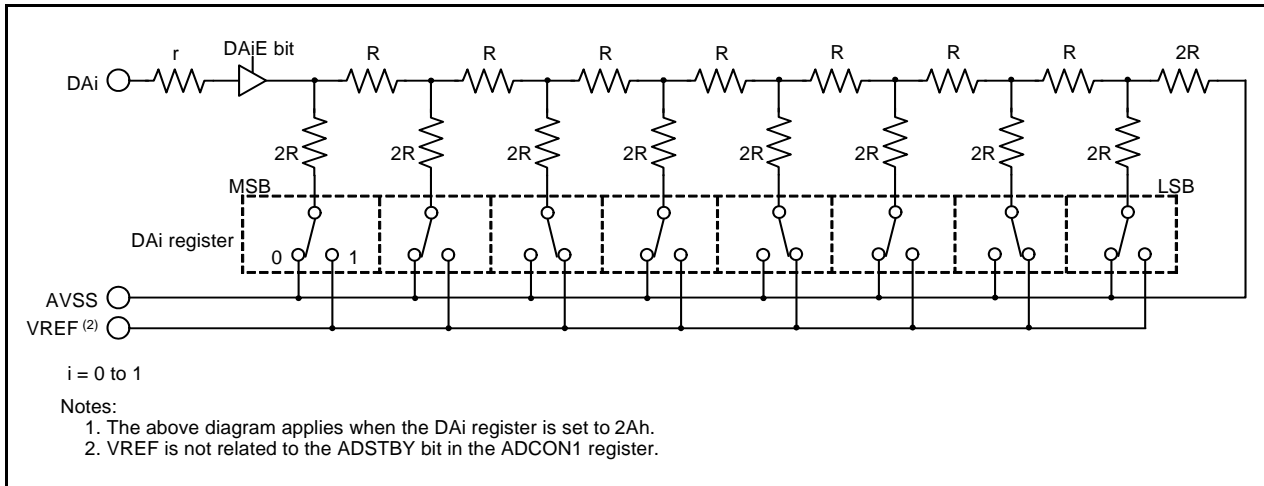 r DAiE bit R R R R R R R 2R
DAi
2R 2R 2R 2R 2R 2R 2R 2R
MSB LSB
DAi register
0 1
AVSS
VREF (2)
i = 0 to 1
Notes:
1. The above diagram applies when the DAi register is set to 2Ah.
2. VREF is not related to the ADSTBY bit in the ADCON1 register.